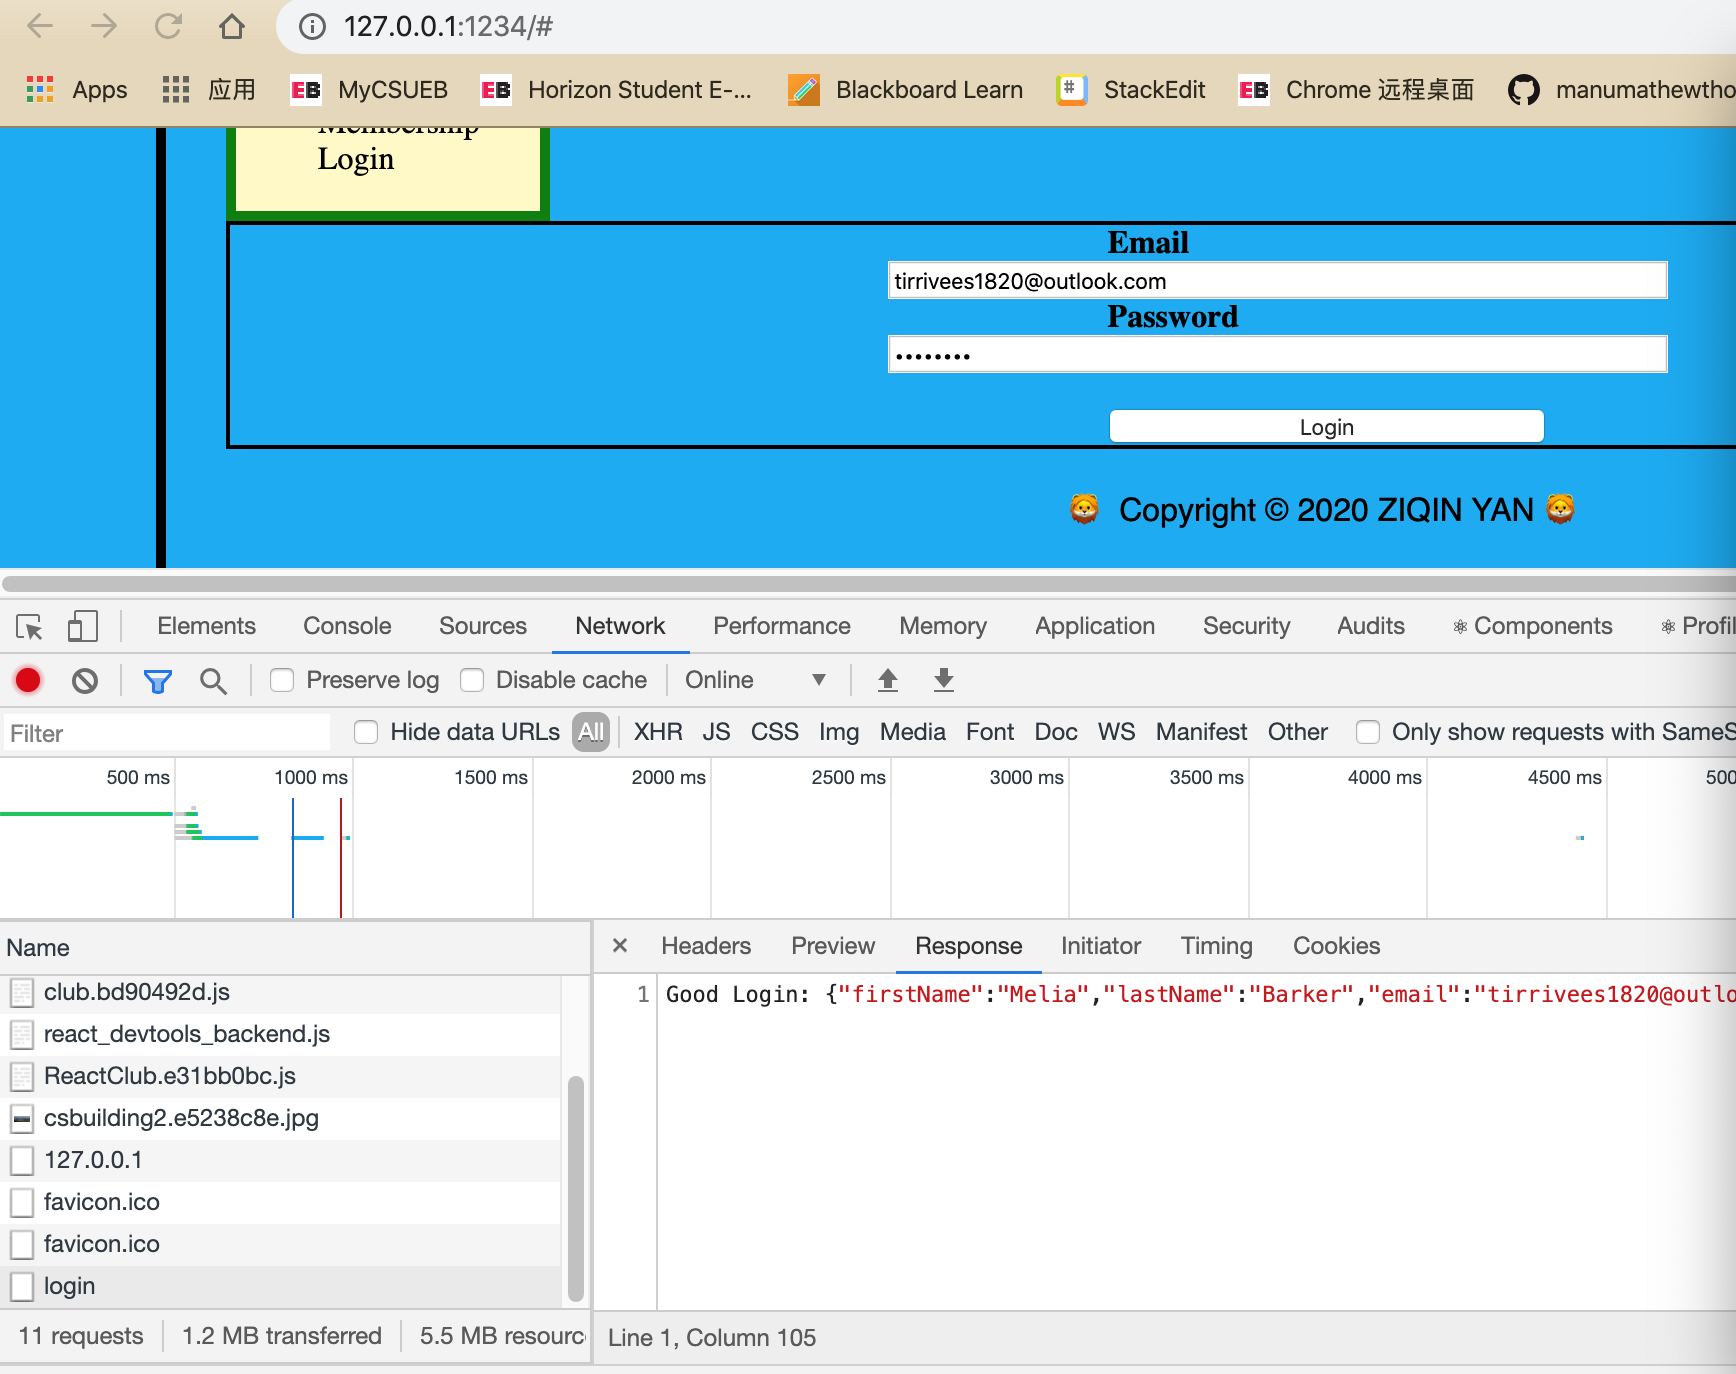 127.0.0.1:1234/#
Apps 应用 MyCSUEB Horizon Student E-... Blackboard Learn StackEdit Chrome 远程桌面 manumathewtho
Membership
Login
Email
tirrivees1820@outlook.com
Password
••••••••
Login
🦁 Copyright © 2020 ZIQIN YAN 🦁
Elements Console Sources Network Performance Memory Application Security Audits ⚛ Components ⚛ Profil
Preserve log Disable cache Online
Filter Hide data URLs All XHR JS CSS Img Media Font Doc WS Manifest Other Only show requests with SameS
500 ms 1000 ms 1500 ms 2000 ms 2500 ms 3000 ms 3500 ms 4000 ms 4500 ms 500
Name
club.bd90492d.js
react_devtools_backend.js
ReactClub.e31bb0bc.js
csbuilding2.e5238c8e.jpg
127.0.0.1
favicon.ico
favicon.ico
login
11 requests 1.2 MB transferred 5.5 MB resourc
× Headers Preview Response Initiator Timing Cookies
1 Good Login: {"firstName":"Melia","lastName":"Barker","email":"tirrivees1820@outlo
Line 1, Column 105